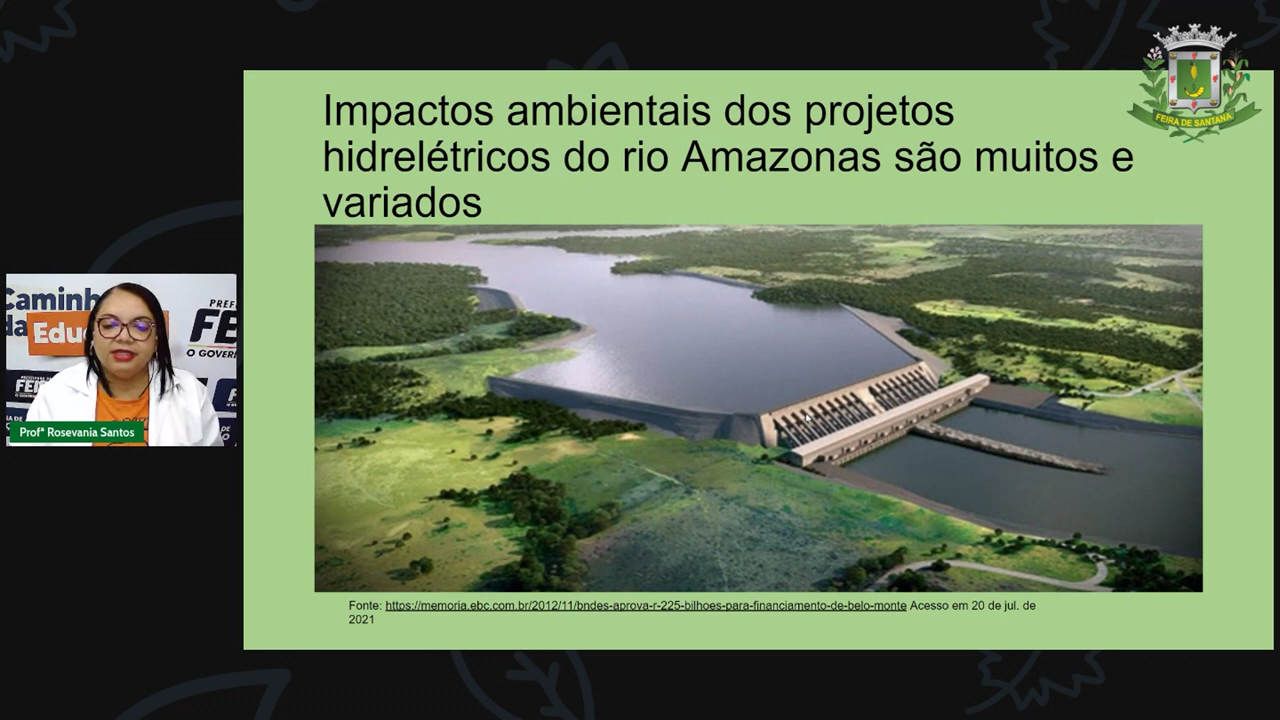 FEIRA DE SANTANA
Impactos ambientais dos projetos
hidrelétricos do rio Amazonas são muitos e
variados
Caminh
da Edu
PREF
FE
O GOVER
FEI
Profª Rosevania Santos
Fonte: https://memoria.ebc.com.br/2012/11/bndes-aprova-r-225-bilhoes-para-financiamento-de-belo-monte Acesso em 20 de jul. de
2021